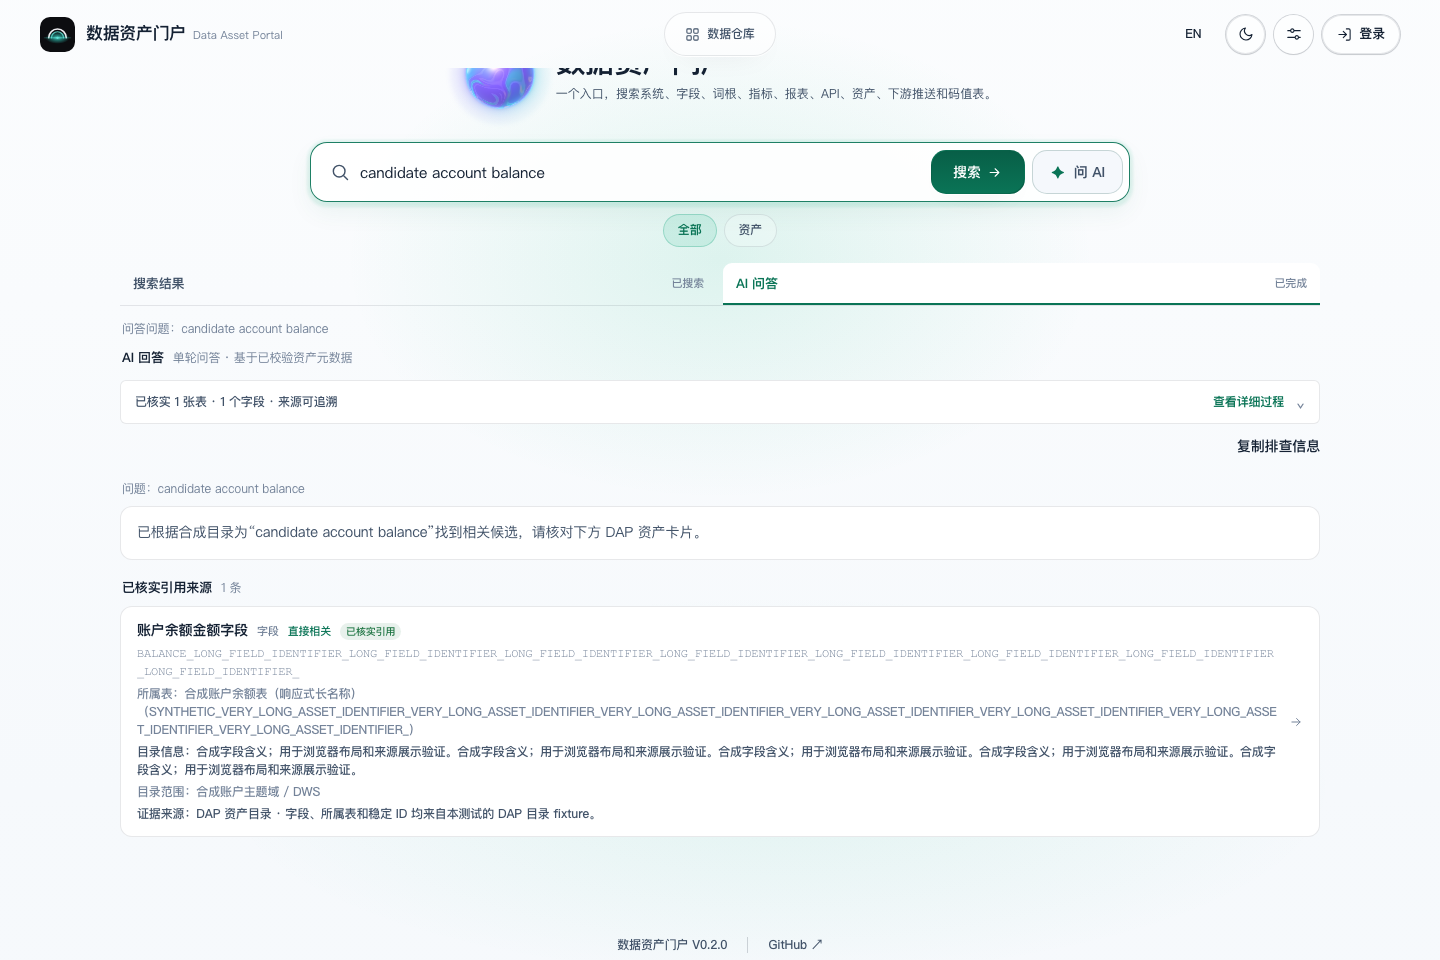 数据资产门户 Data Asset Portal
数据仓库
EN
登录
数据资产门户
一个入口，搜索系统、字段、词根、指标、报表、API、资产、下游推送和码值表。
candidate account balance
搜索 →
问 AI
全部
资产
搜索结果
已搜索
AI 问答
已完成
问答问题：candidate account balance
AI 回答 单轮问答 · 基于已校验资产元数据
已核实 1 张表 · 1 个字段 · 来源可追溯
查看详细过程
复制排查信息
问题：candidate account balance
已根据合成目录为“candidate account balance”找到相关候选，请核对下方 DAP 资产卡片。
已核实引用来源 1 条
账户余额金额字段 字段 直接相关 已核实引用
BALANCE_LONG_FIELD_IDENTIFIER_LONG_FIELD_IDENTIFIER_LONG_FIELD_IDENTIFIER_LONG_FIELD_IDENTIFIER_LONG_FIELD_IDENTIFIER_LONG_FIELD_IDENTIFIER_LONG_FIELD_IDENTIFIER
_LONG_FIELD_IDENTIFIER_
所属表：合成账户余额表（响应式长名称）
（SYNTHETIC_VERY_LONG_ASSET_IDENTIFIER_VERY_LONG_ASSET_IDENTIFIER_VERY_LONG_ASSET_IDENTIFIER_VERY_LONG_ASSET_IDENTIFIER_VERY_LONG_ASSET_IDENTIFIER_VERY_LONG_ASSE
T_IDENTIFIER_VERY_LONG_ASSET_IDENTIFIER_）
目录信息：合成字段含义；用于浏览器布局和来源展示验证。合成字段含义；用于浏览器布局和来源展示验证。合成字段含义；用于浏览器布局和来源展示验证。合成字段含义；用于浏览器布局和来源展示验证。合成字
段含义；用于浏览器布局和来源展示验证。
目录范围：合成账户主题域 / DWS
证据来源：DAP 资产目录 · 字段、所属表和稳定 ID 均来自本测试的 DAP 目录 fixture。
数据资产门户 V0.2.0
GitHub ↗